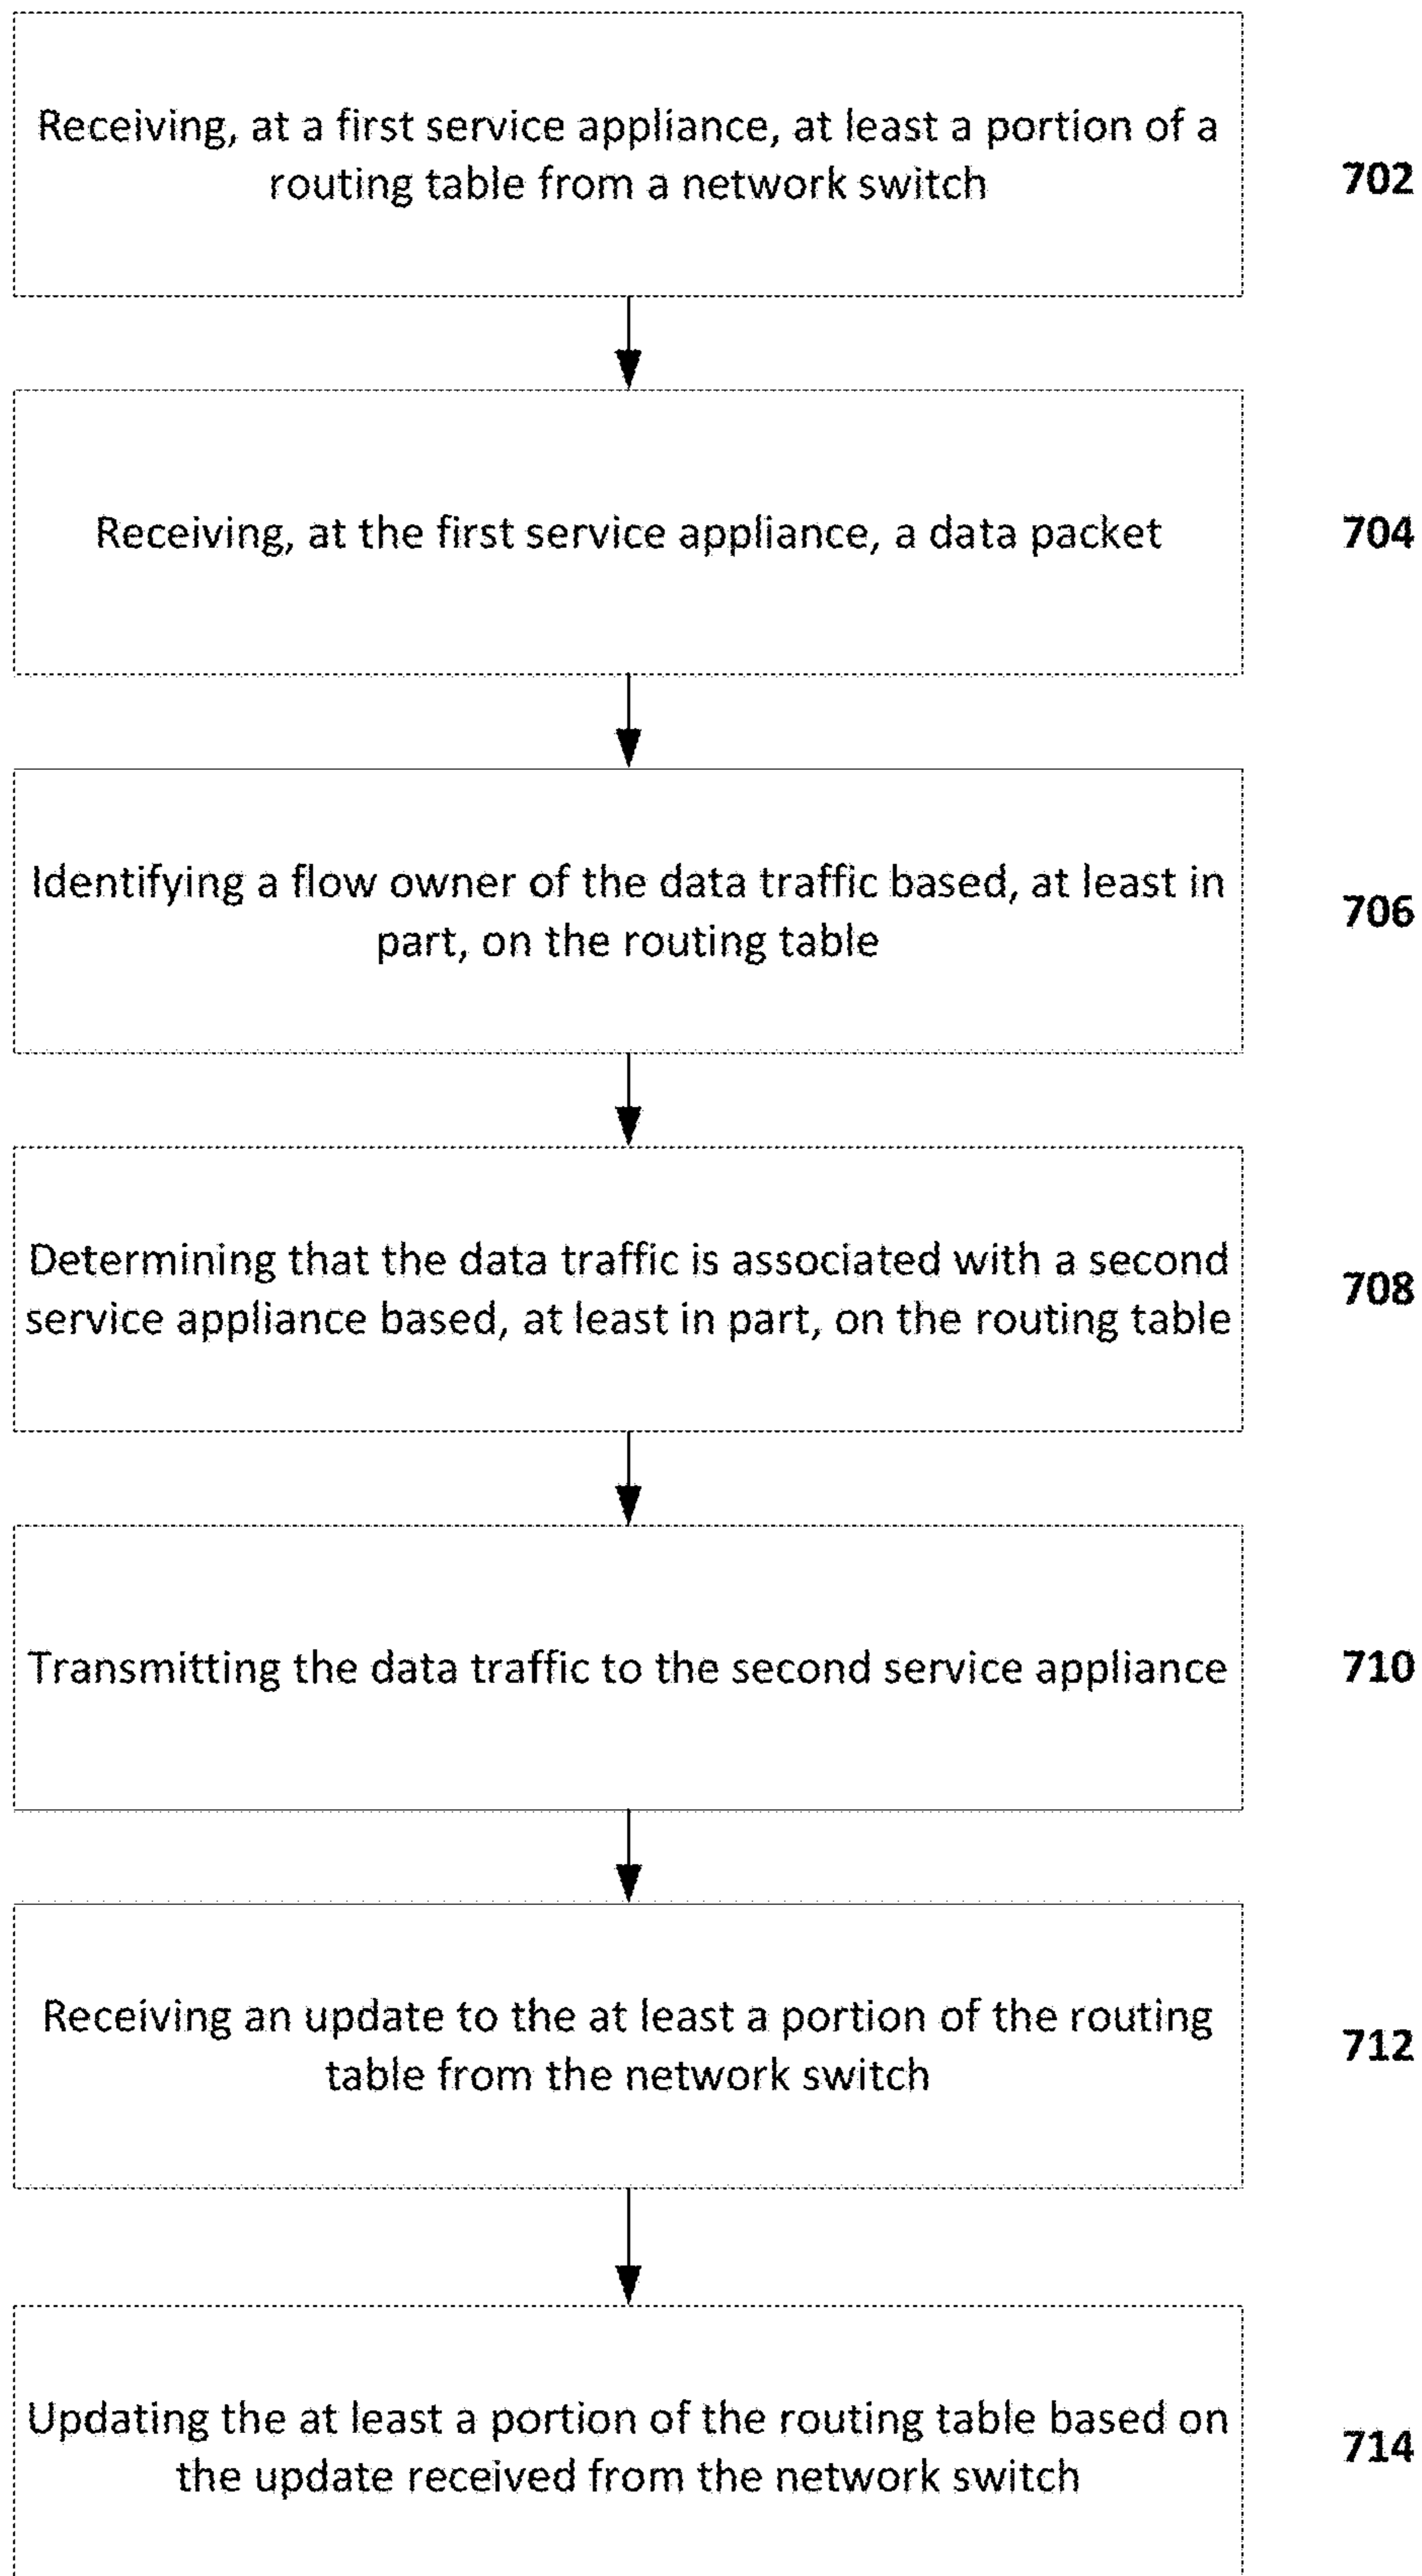 Receiving, at a first service appliance, at least a portion of a
routing table from a network switch
702
Receiving, at the first service appliance, a data packet
704
Identifying a flow owner of the data traffic based, at least in
part, on the routing table
706
Determining that the data traffic is associated with a second
service appliance based, at least in part, on the routing table
708
Transmitting the data traffic to the second service appliance
710
Receiving an update to the at least a portion of the routing
table from the network switch
712
Updating the at least a portion of the routing table based on
the update received from the network switch
714